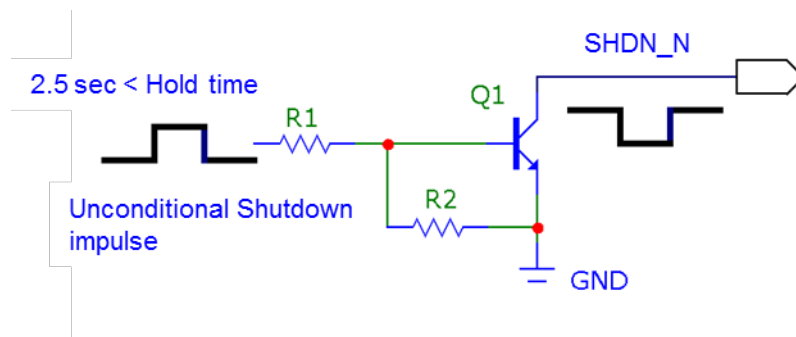 SHDN_N
2.5 sec < Hold time
Q1
R1
R2
Unconditional Shutdown
impulse
GND